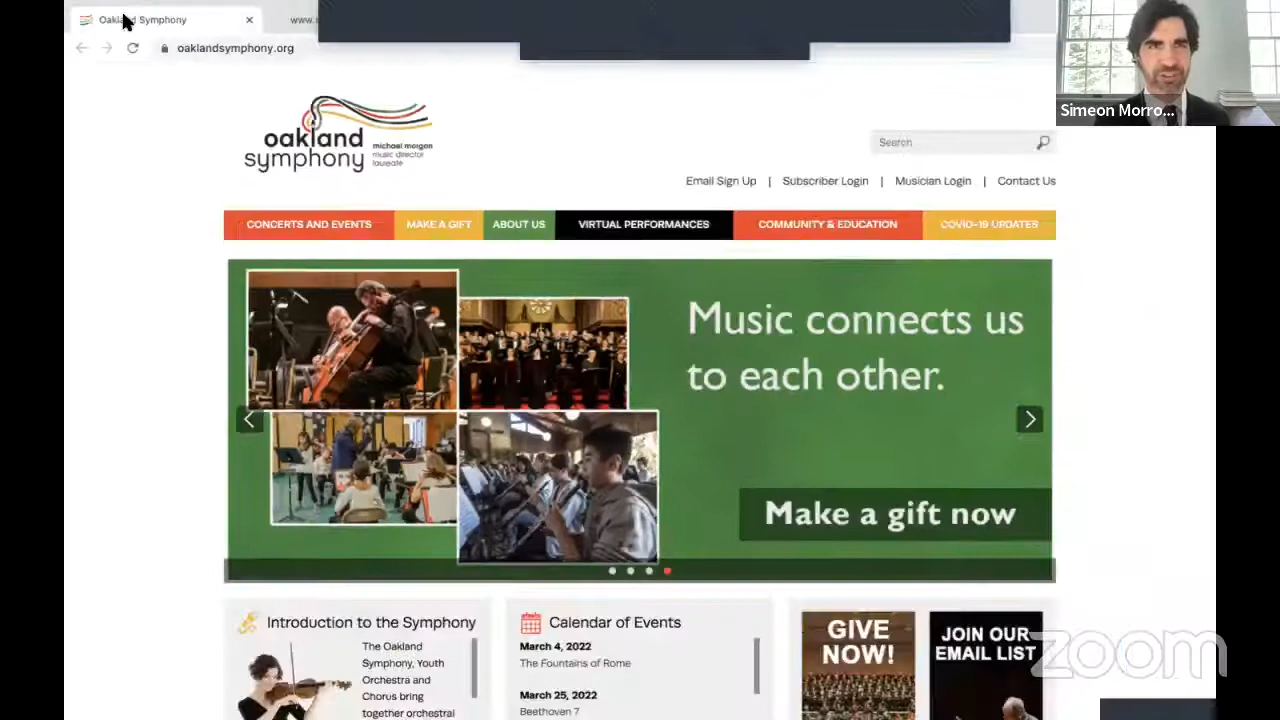 Oakland Symphony
oaklandsymphony.org
Simeon Morro...
oakland
symphony
michael morgan
music director
laureate
Search
Email Sign Up | Subscriber Login | Musician Login | Contact Us
CONCERTS AND EVENTS MAKE A GIFT ABOUT US VIRTUAL PERFORMANCES COMMUNITY & EDUCATION COVID-19 UPDATES
Music connects us
to each other.
Make a gift now
Introduction to the Symphony
The Oakland
Symphony, Youth
Orchestra and
Chorus bring
together orchestral
Calendar of Events
March 4, 2022
The Fountains of Rome
March 25, 2022
Beethoven 7
GIVE
NOW!
JOIN OUR
EMAIL LIST
zoom